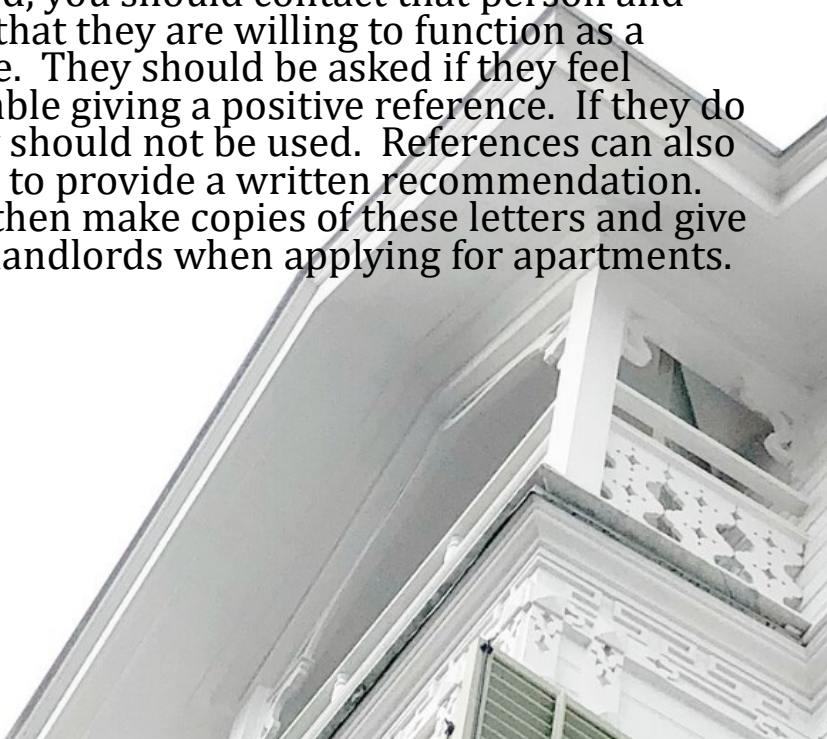 you should contact that person and
that they are willing to function as a
They should be asked if they feel
giving a positive reference. If they do
should not be used. References can also
to provide a written recommendation.
then make copies of these letters and give
when applying for apartments.